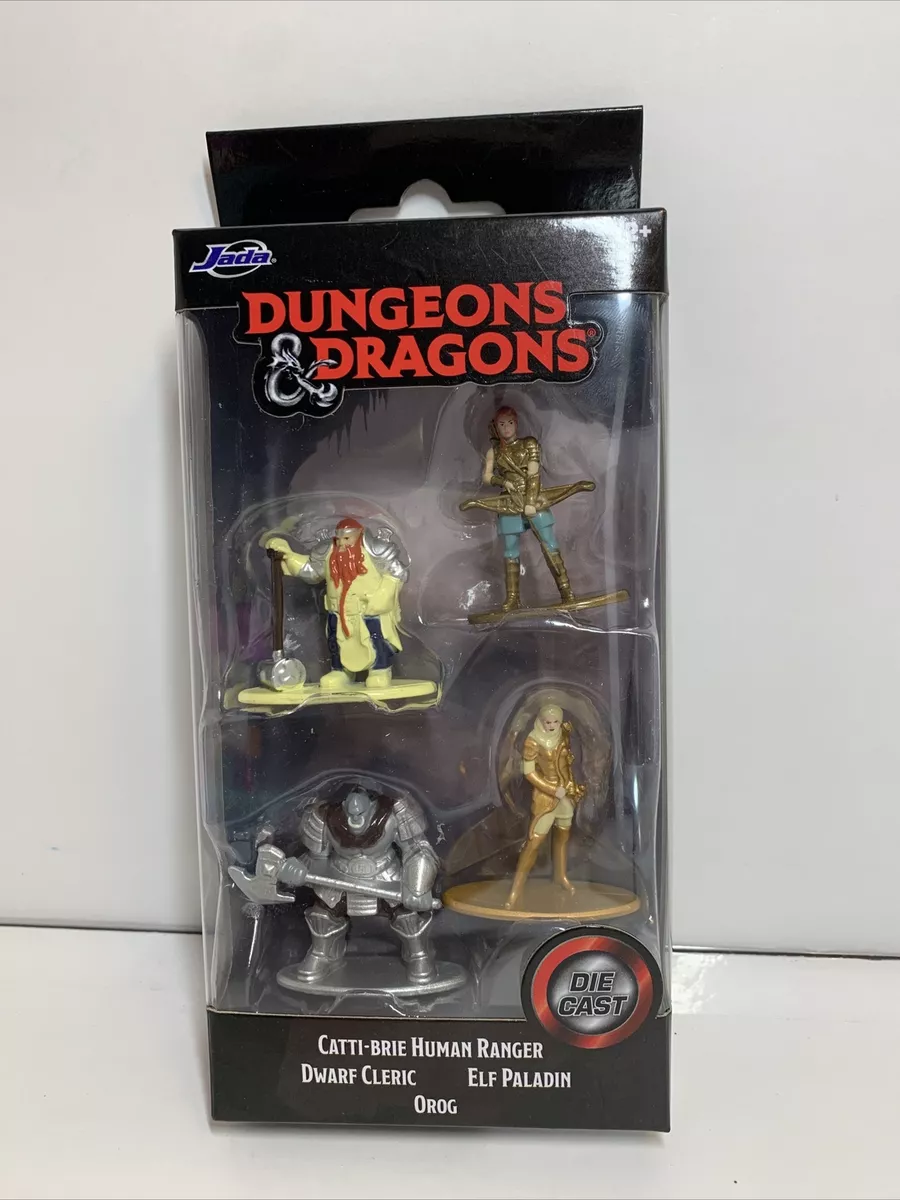 Jada®
DUNGEONS
& DRAGONS®
DIE
CAST
CATTI-BRIE HUMAN RANGER
DWARF CLERIC ELF PALADIN
OROG